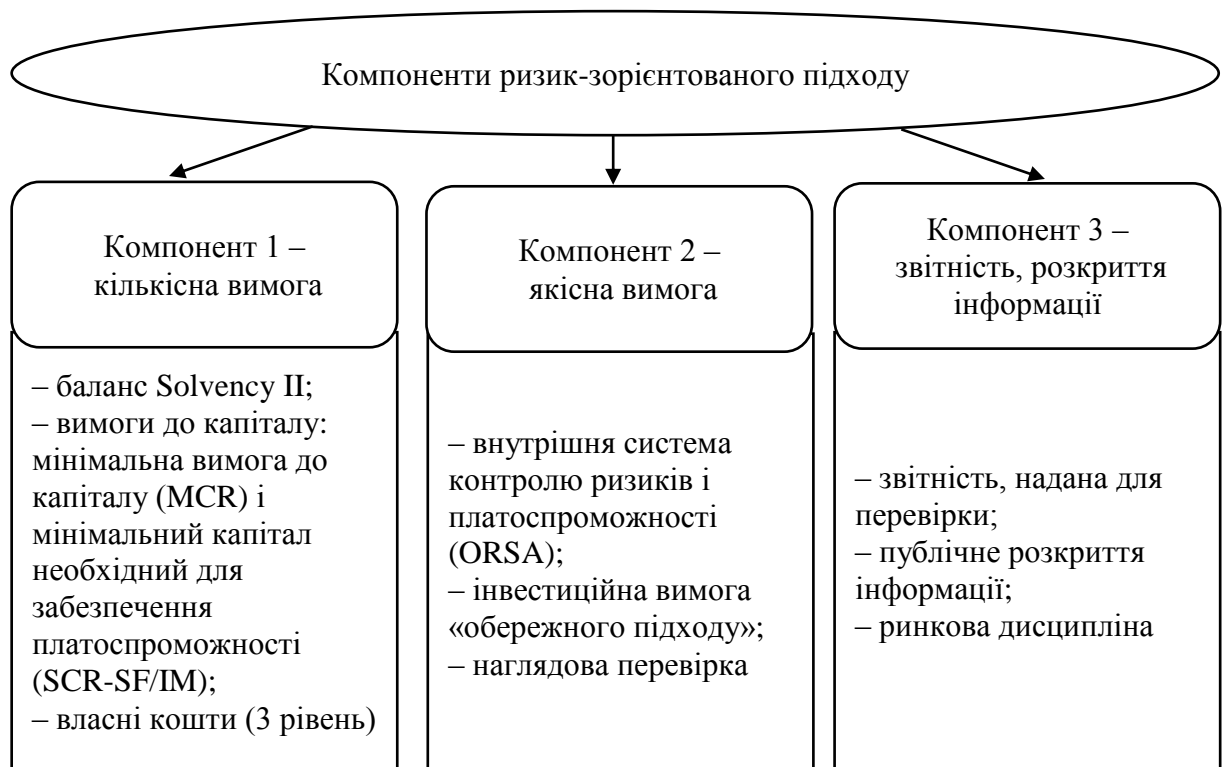 Компоненти ризик-зорієнтованого підходу
Компонент 1 –
кількісна вимога
– баланс Solvency II;
– вимоги до капіталу:
мінімальна вимога до
капіталу (MCR) і
мінімальний капітал
необхідний для
забезпечення
платоспроможності
(SCR-SF/IM);
– власні кошти (3 рівень)
Компонент 2 –
якісна вимога
– внутрішня система
контролю ризиків і
платоспроможності
(ORSA);
– інвестиційна вимога
«обережного підходу»;
– наглядова перевірка
Компонент 3 –
звітність, розкриття
інформації
– звітність, надана для
перевірки;
– публічне розкриття
інформації;
– ринкова дисципліна